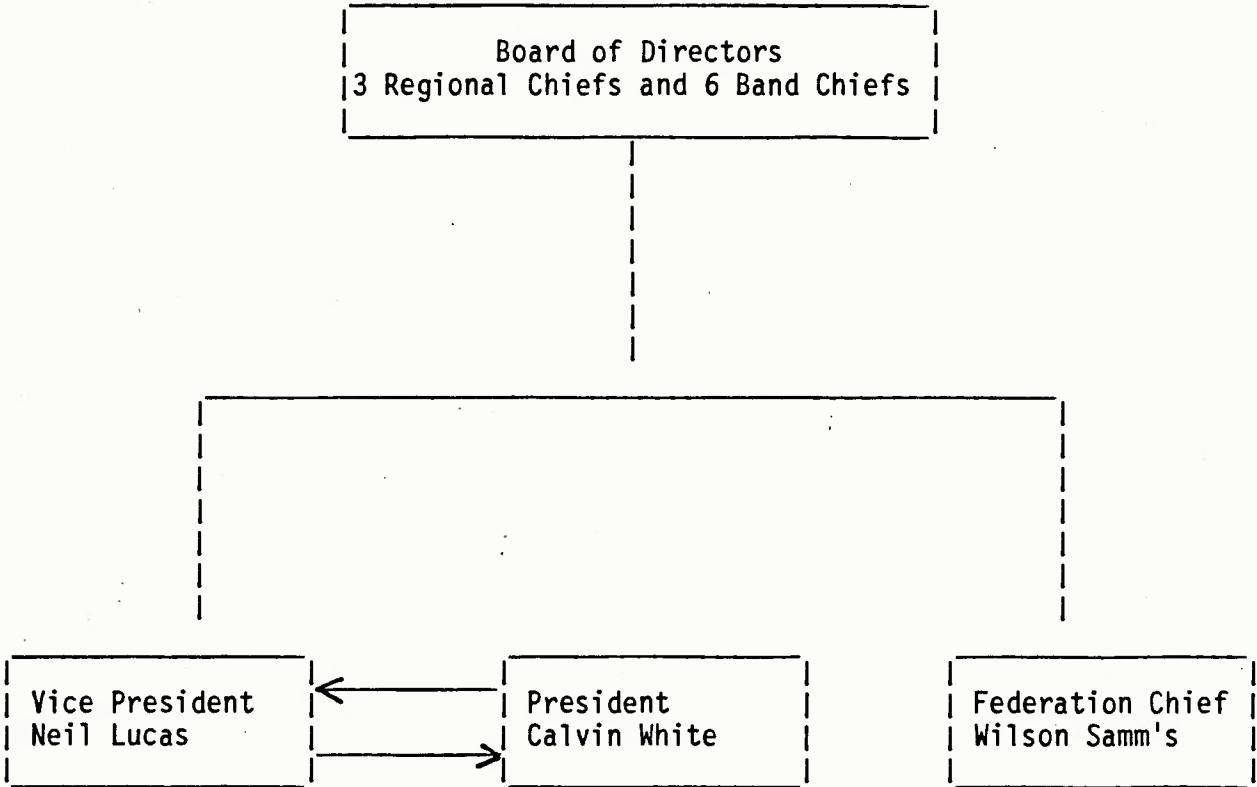 Board of Directors
3 Regional Chiefs and 6 Band Chiefs
Vice President
Neil Lucas
President
Calvin White
Federation Chief
Wilson Samm's